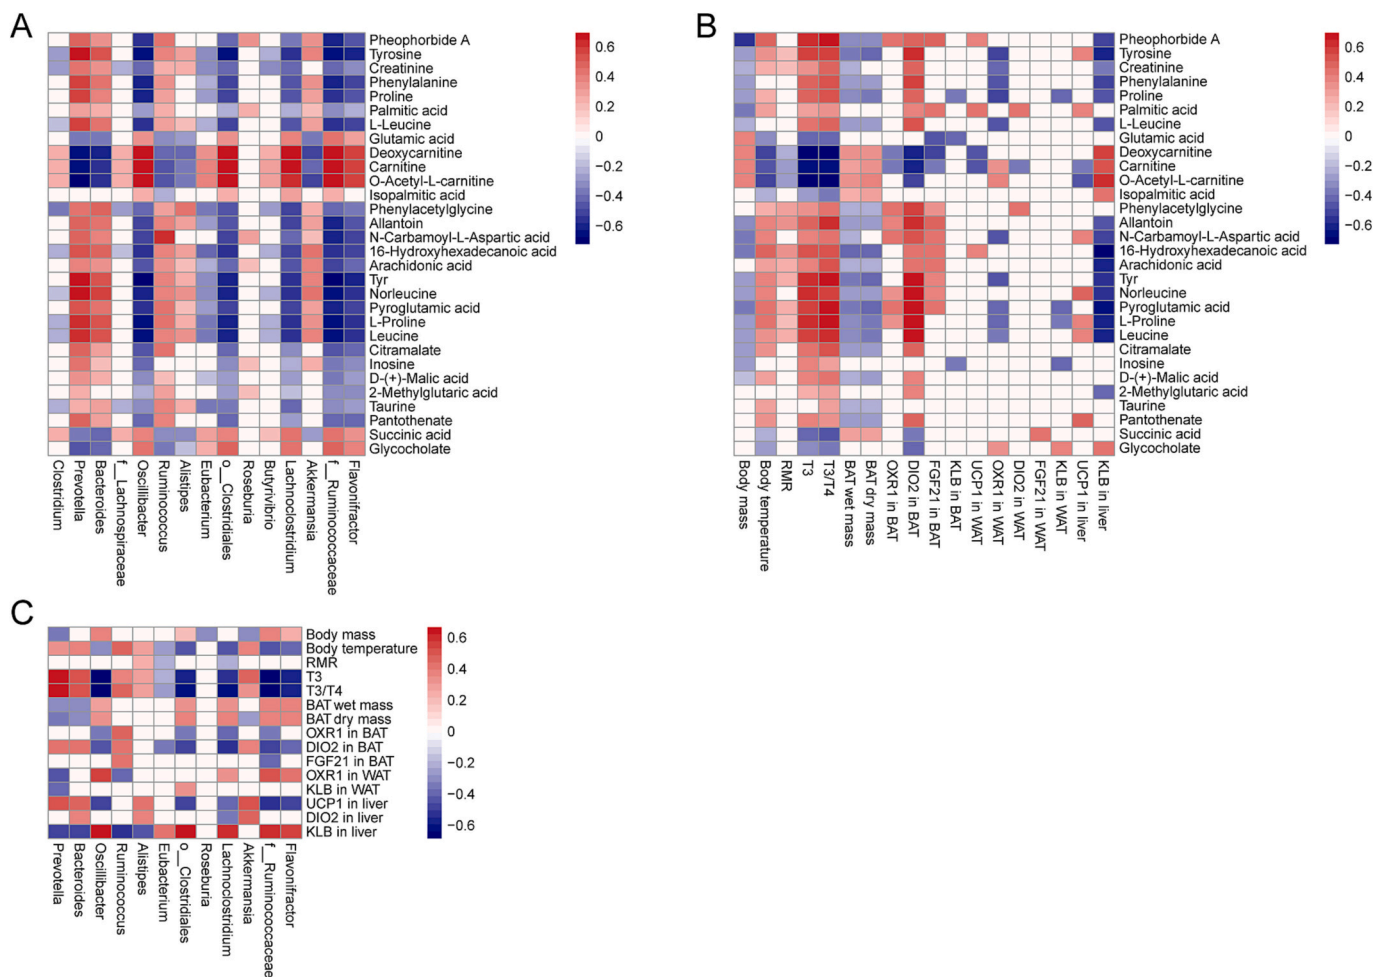 A
Pheophorbide A
Tyrosine
Creatinine
Phenylalanine
Proline
Palmitic acid
L-Leucine
Glutamic acid
Deoxycarnitine
Carnitine
O-Acetyl-L-carnitine
Isopalmitic acid
Phenylacetylglycine
Allantoin
N-Carbamoyl-L-Aspartic acid
16-Hydroxyhexadecanoic acid
Arachidonic acid
Tyr
Norleucine
Pyroglutamic acid
L-Proline
Leucine
Citramalate
Inosine
D-(+)-Malic acid
2-Methylglutaric acid
Taurine
Pantothenate
Succinic acid
Glycocholate
Clostridium
Prevotella
Bacteroides
f__Lachnospiraceae
Oscillibacter
Ruminococcus
Alistipes
Eubacterium
o__Clostridiales
Roseburia
Butyrivibrio
Lachnoclostridium
Akkermansia
f__Ruminococcaceae
Flavonifractor
0.6
0.4
0.2
0
−0.2
−0.4
−0.6
B
Pheophorbide A
Tyrosine
Creatinine
Phenylalanine
Proline
Palmitic acid
L-Leucine
Glutamic acid
Deoxycarnitine
Carnitine
O-Acetyl-L-carnitine
Isopalmitic acid
Phenylacetylglycine
Allantoin
N-Carbamoyl-L-Aspartic acid
16-Hydroxyhexadecanoic acid
Arachidonic acid
Tyr
Norleucine
Pyroglutamic acid
L-Proline
Leucine
Citramalate
Inosine
D-(+)-Malic acid
2-Methylglutaric acid
Taurine
Pantothenate
Succinic acid
Glycocholate
Body mass
Body temperature
RMR
T3
T3/T4
BAT wet mass
BAT dry mass
OXR1 in BAT
DIO2 in BAT
FGF21 in BAT
KLB in BAT
UCP1 in WAT
OXR1 in WAT
DIO2 in WAT
FGF21 in WAT
KLB in WAT
UCP1 in liver
KLB in liver
0.6
0.4
0.2
0
−0.2
−0.4
−0.6
C
Body mass
Body temperature
RMR
T3
T3/T4
BAT wet mass
BAT dry mass
OXR1 in BAT
DIO2 in BAT
FGF21 in BAT
OXR1 in WAT
KLB in WAT
UCP1 in liver
DIO2 in liver
KLB in liver
Prevotella
Bacteroides
Oscillibacter
Ruminococcus
Alistipes
Eubacterium
o__Clostridiales
Roseburia
Lachnoclostridium
Akkermansia
f__Ruminococcaceae
Flavonifractor
0.6
0.4
0.2
0
−0.2
−0.4
−0.6